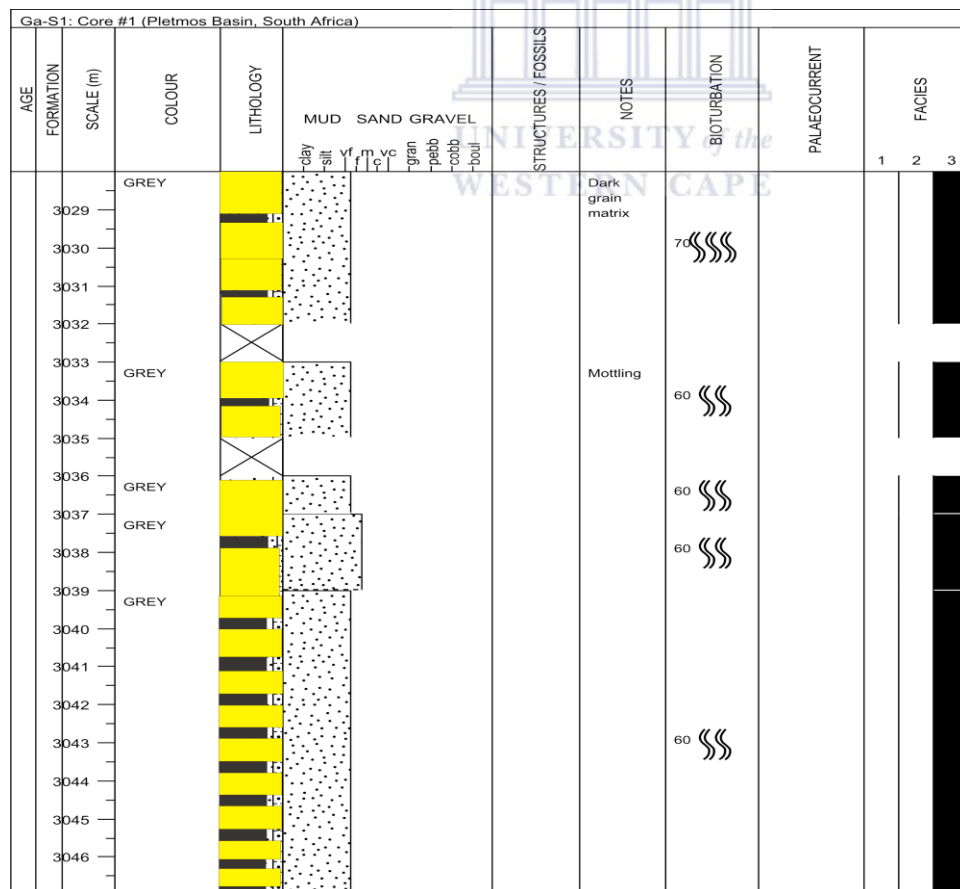 Ga-S1: Core #1 (Pletmos Basin, South Africa)
UNIVERSITY of the
WESTERN CAPE
AGE
FORMATION
SCALE (m)
COLOUR
LITHOLOGY
MUD SAND GRAVEL
clay
silt
vf
f
m
c
vc
gran
pebb
cobb
boul
STRUCTURES / FOSSILS
NOTES
BIOTURBATION
PALAEOCURRENT
FACIES
1 2 3
GREY
Dark
grain
matrix
3029
3030
70
3031
3032
3033
GREY
Mottling
3034
60
3035
3036
GREY
60
3037
GREY
3038
60
3039
GREY
3040
3041
3042
3043
60
3044
3045
3046